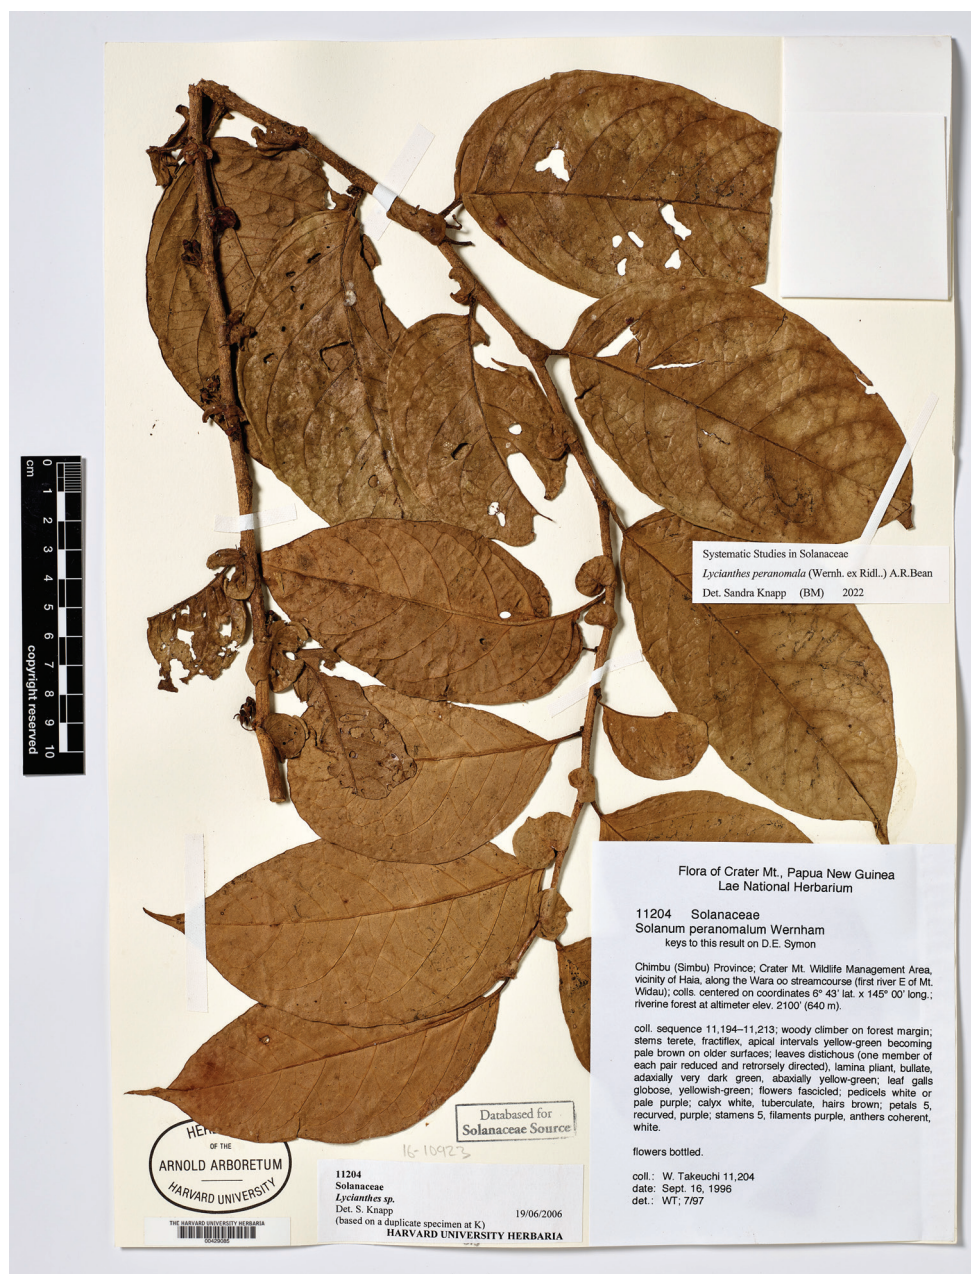 Systematic Studies in Solanaceae
Lycianthes peranomala (Wernh. ex Ridl..) A.R.Bean
Det. Sandra Knapp (BM) 2022
cm
0
1
2
3
4
5
6
7
8
9
10
copyright reserved
Flora of Crater Mt., Papua New Guinea
Lae National Herbarium
11204 Solanaceae
Solanum peranomalum Wernham
keys to this result on D.E. Symon
Chimbu (Simbu) Province; Crater Mt. Wildlife Management Area,
vicinity of Haia, along the Wara oo streamcourse (first river E of Mt.
Widau); colls. centered on coordinates 6° 43' lat. x 145° 00' long.;
riverine forest at altimeter elev. 2100' (640 m).
coll. sequence 11,194–11,213; woody climber on forest margin;
stems terete, fractiflex, apical intervals yellow-green becoming
pale brown on older surfaces; leaves distichous (one member of
each pair reduced and retrorsely directed), lamina pliant, bullate,
adaxially very dark green, abaxially yellow-green; leaf galls
globose, yellowish-green; flowers fascicled; pedicels white or
pale purple; calyx white, tuberculate, hairs brown; petals 5,
recurved, purple; stamens 5, filaments purple, anthers coherent,
white.
flowers bottled.
coll.: W. Takeuchi 11,204
date: Sept. 16, 1996
det.: WT; 7/97
Databased for
Solanaceae Source
16-10923
OF THE
ARNOLD ARBORETUM
HARVARD UNIVERSITY
THE HARVARD UNIVERSITY HERBARIA
00429085
11204
Solanaceae
Lycianthes sp.
Det. S. Knapp 19/06/2006
(based on a duplicate specimen at K)
HARVARD UNIVERSITY HERBARIA